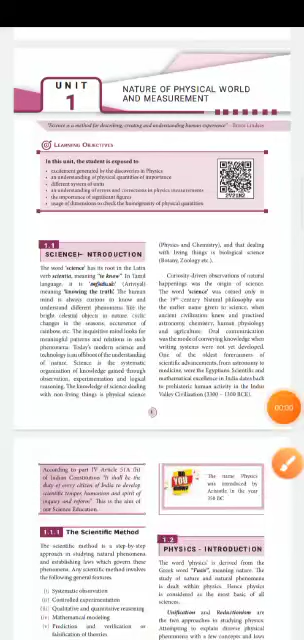 UNIT
1
NATURE OF PHYSICAL WORLD
AND MEASUREMENT
"Science is a method for describing, creating and understanding human experience"
LEARNING OBJECTIVES
In this unit, the student is exposed to
• excitement generated by the discoveries in Physics
• an understanding of physical quantities of importance
• different system of units
• an understanding of errors and corrections in physics measurements
• the importance of significant figures
• usage of dimensions to check the homogeneity of physical quantities
1.1
SCIENCE— NTRODUCTION
The word 'science' has its root in the Latin
verb scientia, meaning "to know". In Tamil
language, it is 'அறிவியல்' (Ariviyal)
meaning 'knowing the truth'. The human
mind is always curious to know and
understand different phenomena like the
bright celestial objects in nature, cyclic
changes in the seasons, occurrence of
rainbow, etc. The inquisitive mind looks for
meaningful patterns and relations in such
phenomena. Today's modern science and
technology is an offshoot of the understanding
of nature. Science is the systematic
organization of knowledge gained through
observation, experimentation and logical
reasoning. The knowledge of science dealing
with non-living things is physical science
(Physics and Chemistry), and that dealing
with living things is biological science
(Botany, Zoology etc.).
Curiosity-driven observations of natural
happenings was the origin of science.
The word 'science' was coined only in
the 19th century. Natural philosophy was
the earlier name given to science, when
ancient civilisations knew and practised
astronomy, chemistry, human physiology
and agriculture. Oral communication
was the mode of conveying knowledge when
writing systems were not yet developed.
One of the oldest forerunners of
scientific advancements, from astronomy to
medicine, were the Egyptians. Scientific and
mathematical excellence in India dates back
to prehistoric human activity in the Indus
Valley Civilisation (3300 – 1300 BCE).
1
00:00
According to part IV Article 51A (h)
of Indian Constitution "It shall be the
duty of every citizen of India to develop
scientific temper, humanism and spirit of
inquiry and reform". This is the aim of
our Science Education.
YOU
The name Physics
was introduced by
Aristotle in the year
350 BC
1.1.1 The Scientific Method
The scientific method is a step-by-step
approach in studying natural phenomena
and establishing laws which govern these
phenomena. Any scientific method involves
the following general features.
(i) Systematic observation
(ii) Controlled experimentation
(iii) Qualitative and quantitative reasoning
(iv) Mathematical modeling
(v) Prediction and verification or
falsification of theories
1.2
PHYSICS - INTRODUCTION
The word 'physics' is derived from the
Greek word "Fusis", meaning nature. The
study of nature and natural phenomena
is dealt within physics. Hence physics
is considered as the most basic of all
sciences.
Unification and Reductionism are
the two approaches in studying physics.
Attempting to explain diverse physical
phenomena with a few concepts and laws